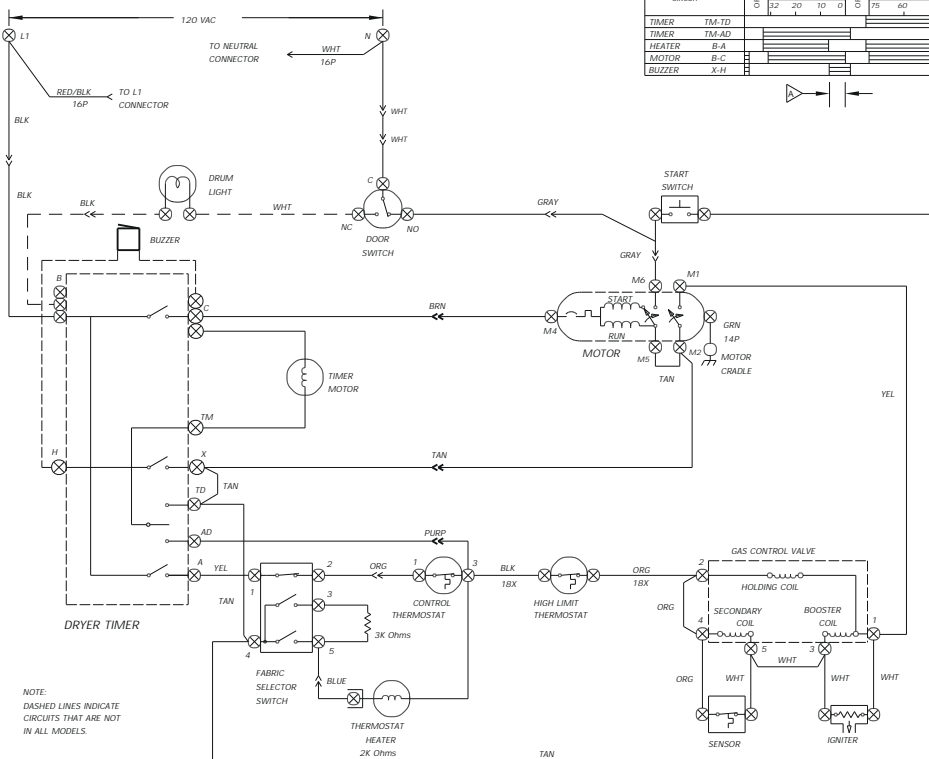 120 VAC
L1
N
TO NEUTRAL
CONNECTOR
WHT
16P
RED/BLK
16P
TO L1
CONNECTOR
BLK
WHT
WHT
32 20 10 0
75 60
TIMER TM-TD
TIMER TM-AD
HEATER B-A
MOTOR B-C
BUZZER X-H
A
BLK
BLK
DRUM
LIGHT
WHT
C
NC
NO
DOOR
SWITCH
GRAY
START
SWITCH
BUZZER
GRAY
B
C
BRN
M6
M1
START
M4
RUN
MOTOR
M5
M2
TAN
GRN
14P
MOTOR
CRADLE
TIMER
MOTOR
YEL
TM
H
X
TAN
TAN
TD
AD
PURP
A
YEL
1
2
ORG
1
3
BLK
18X
ORG
18X
GAS CONTROL VALVE
2
HOLDING COIL
TAN
3
CONTROL
THERMOSTAT
HIGH LIMIT
THERMOSTAT
ORG
SECONDARY
COIL
BOOSTER
COIL
4
1
DRYER TIMER
3K Ohms
4
5
5
3
WHT
FABRIC
SELECTOR
SWITCH
BLUE
ORG
WHT
WHT
WHT
NOTE:
DASHED LINES INDICATE
CIRCUITS THAT ARE NOT
IN ALL MODELS.
THERMOSTAT
HEATER
2K Ohms
TAN
SENSOR
IGNITER